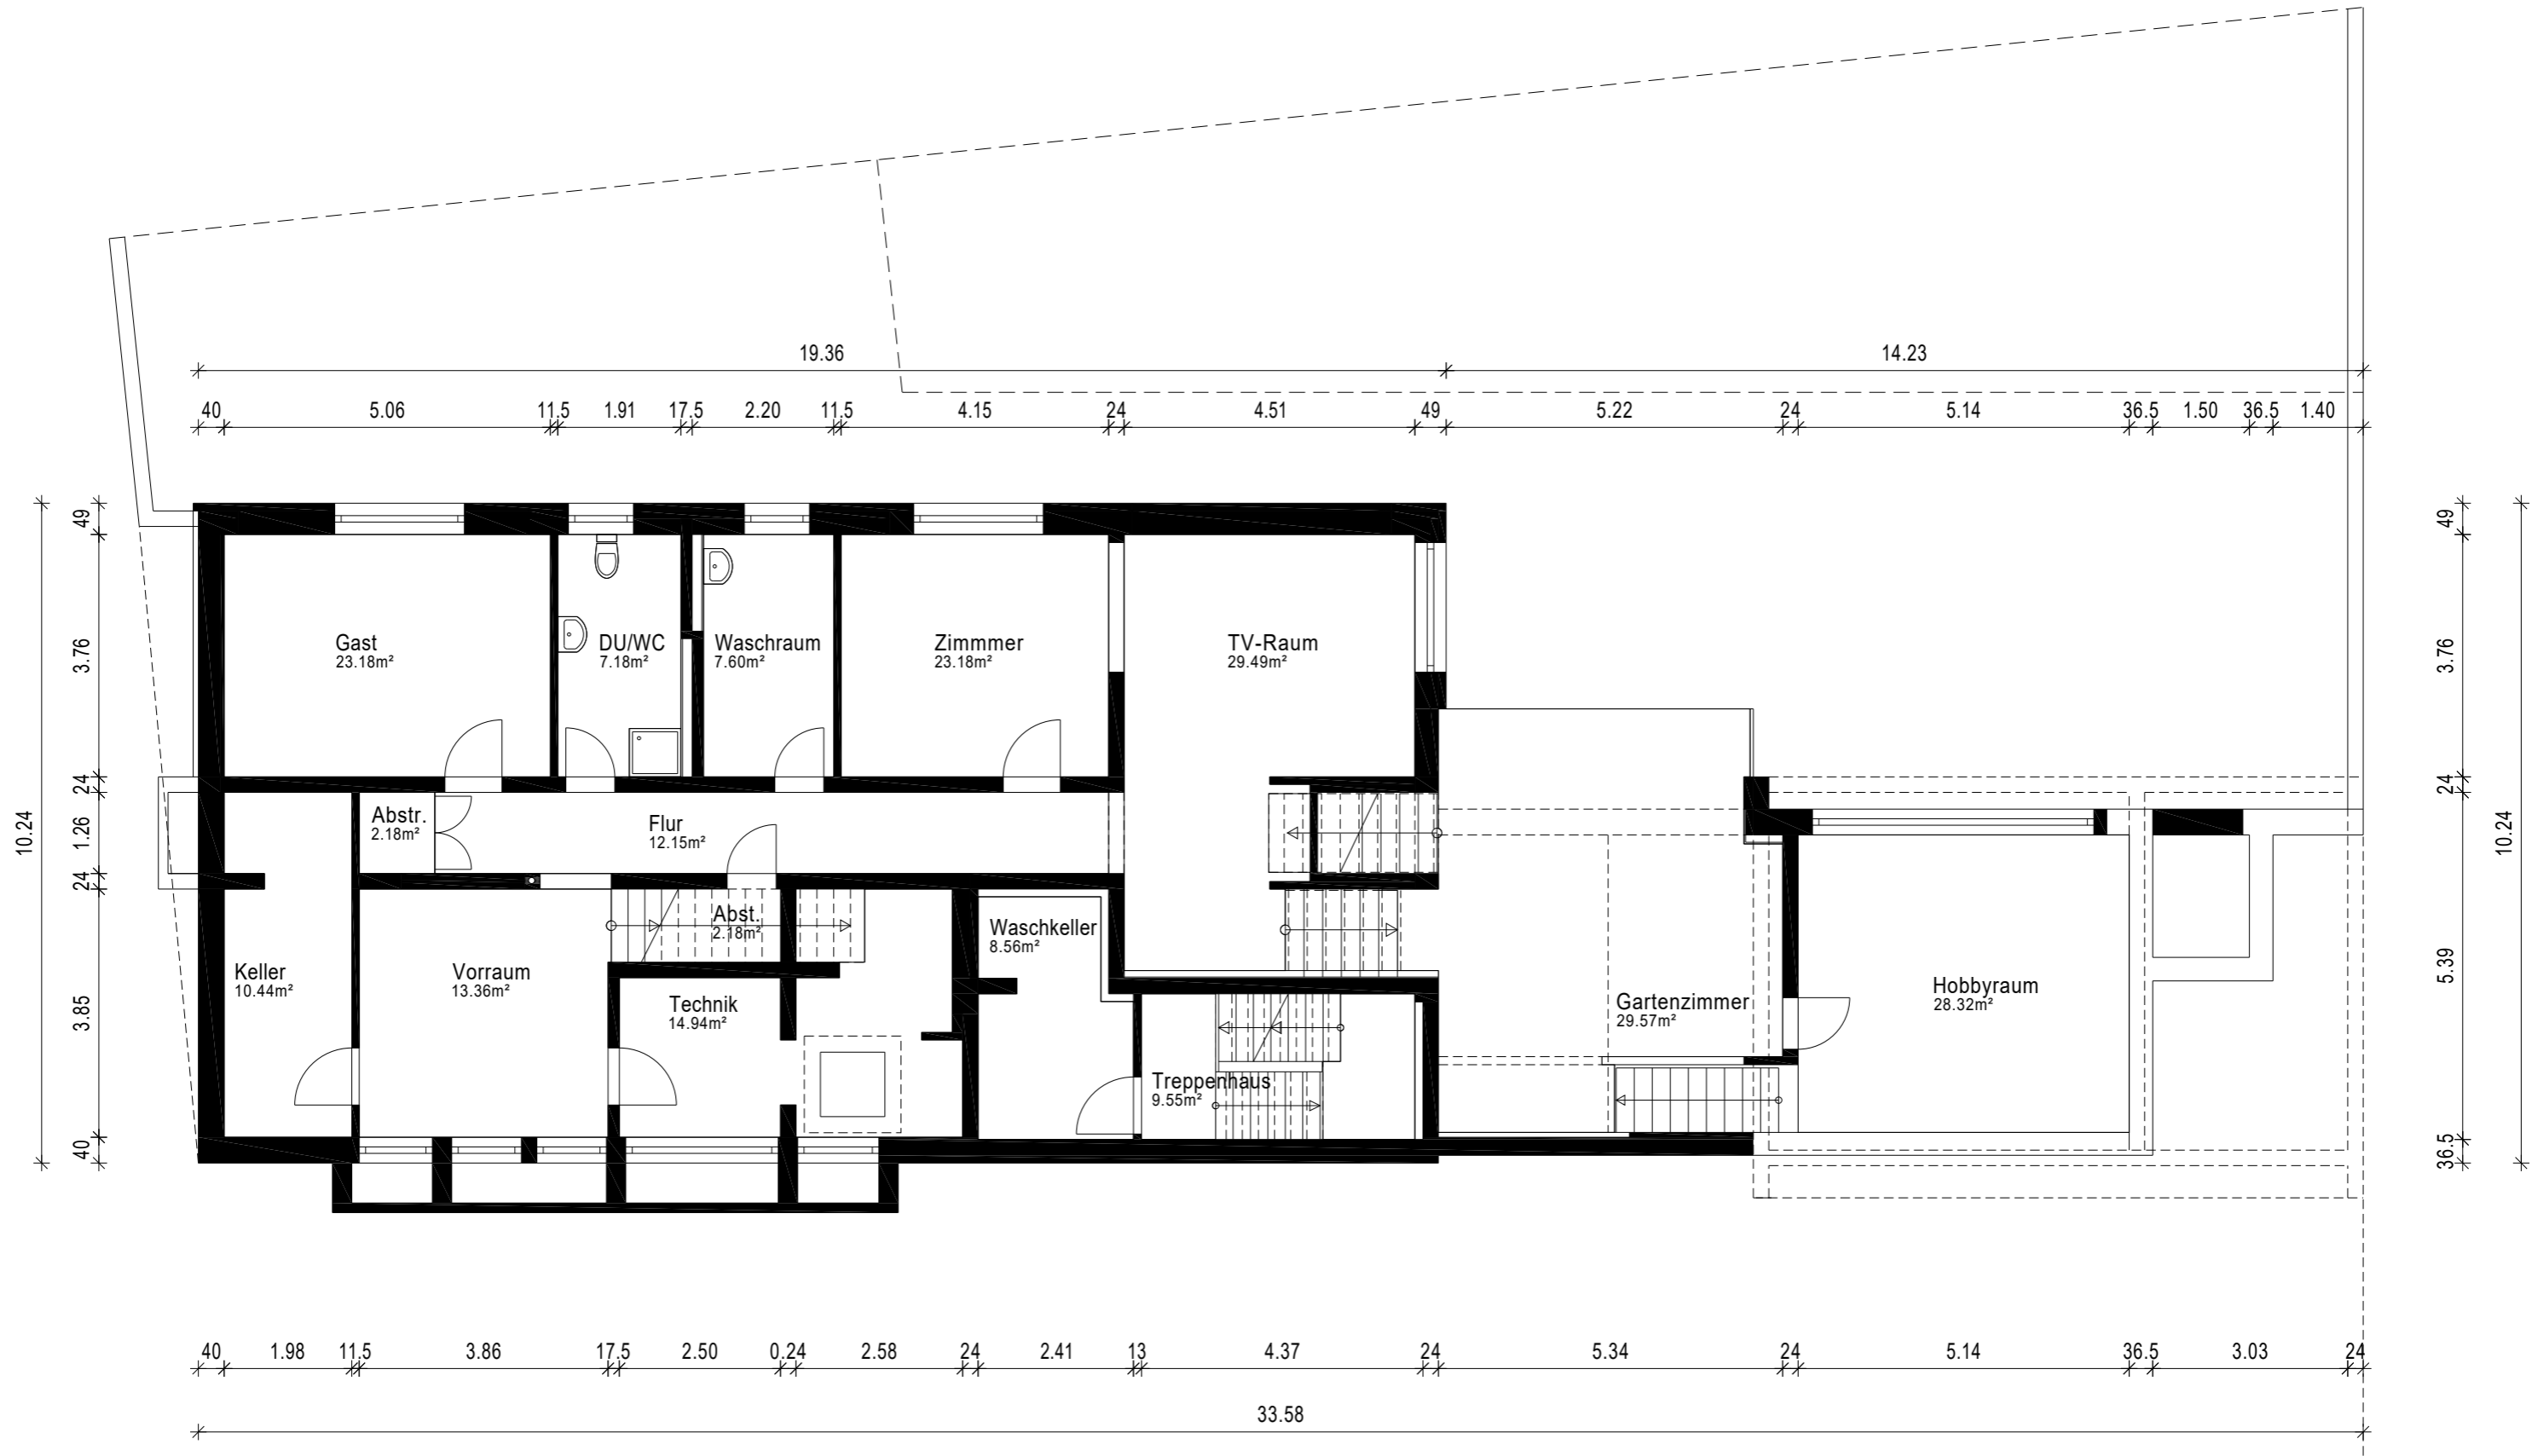 19.36 14.23
40 5.06 11.5 1.91 17.5 2.20 11.5 4.15 24 4.51 49 5.22 24 5.14 36.5 1.50 36.5 1.40
10.24
49
3.76
24
1.26
24
3.85
40
Gast
23.18m²
DU/WC
7.18m²
Waschraum
7.60m²
Zimmmer
23.18m²
TV-Raum
29.49m²
Abstr.
2.18m²
Flur
12.15m²
Abst.
2.18m²
Waschkeller
8.56m²
Keller
10.44m²
Vorraum
13.36m²
Technik
14.94m²
Treppenhaus
9.55m²
Gartenzimmer
29.57m²
Hobbyraum
28.32m²
49
3.76
24
5.39
36.5
10.24
40 1.98 11.5 3.86 17.5 2.50 0.24 2.58 24 2.41 13 4.37 24 5.34 24 5.14 36.5 3.03 24
33.58